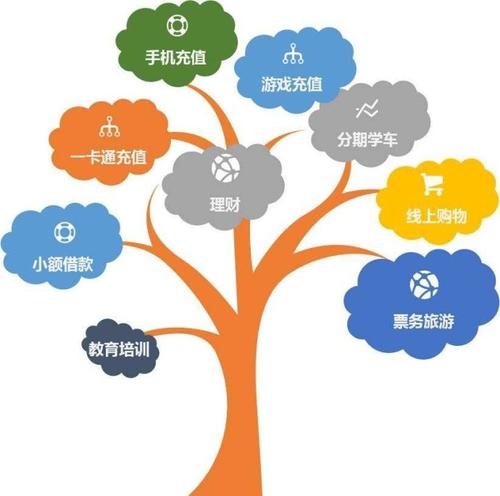 手机充值
游戏充值
分期学车
一卡通充值
理财
线上购物
小额借款
票务旅游
教育培训